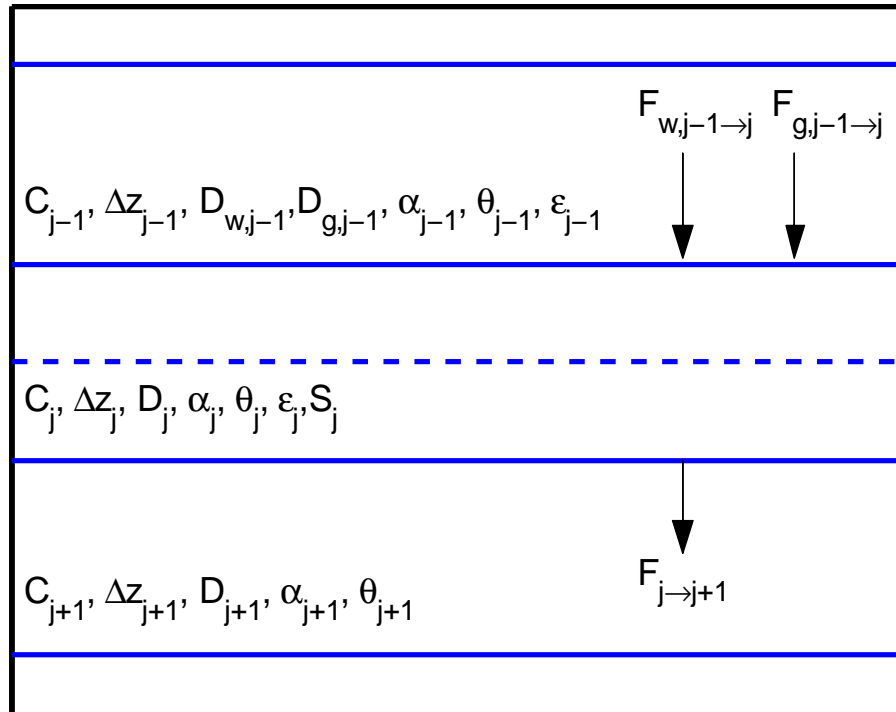 F_{w,j−1→j} F_{g,j−1→j}
C_{j−1}, Δz_{j−1}, D_{w,j−1},D_{g,j−1}, α_{j−1}, θ_{j−1}, ε_{j−1}
C_j, Δz_j, D_j, α_j, θ_j, ε_j,S_j
C_{j+1}, Δz_{j+1}, D_{j+1}, α_{j+1}, θ_{j+1}
F_{j→j+1}